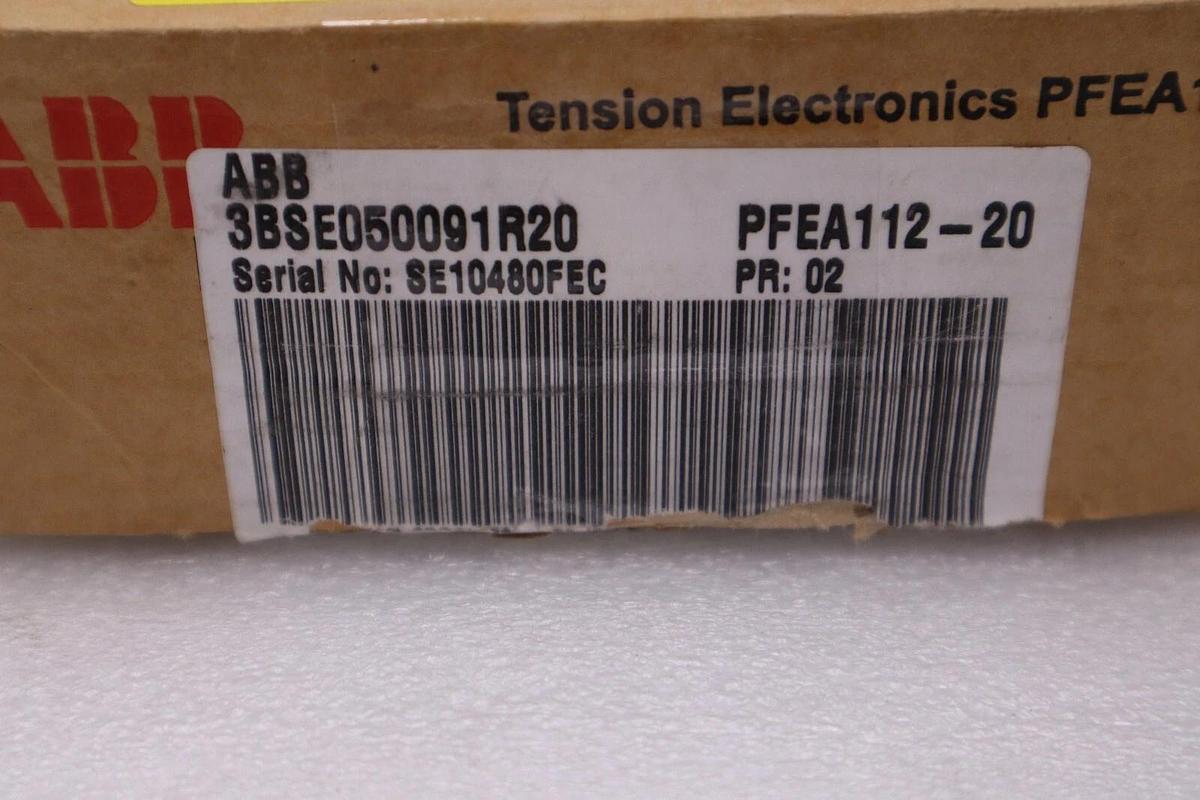 ABB
Tension Electronics PFEA1
ABB
3BSE050091R20 PFEA112-20
Serial No: SE10480FEC PR: 02